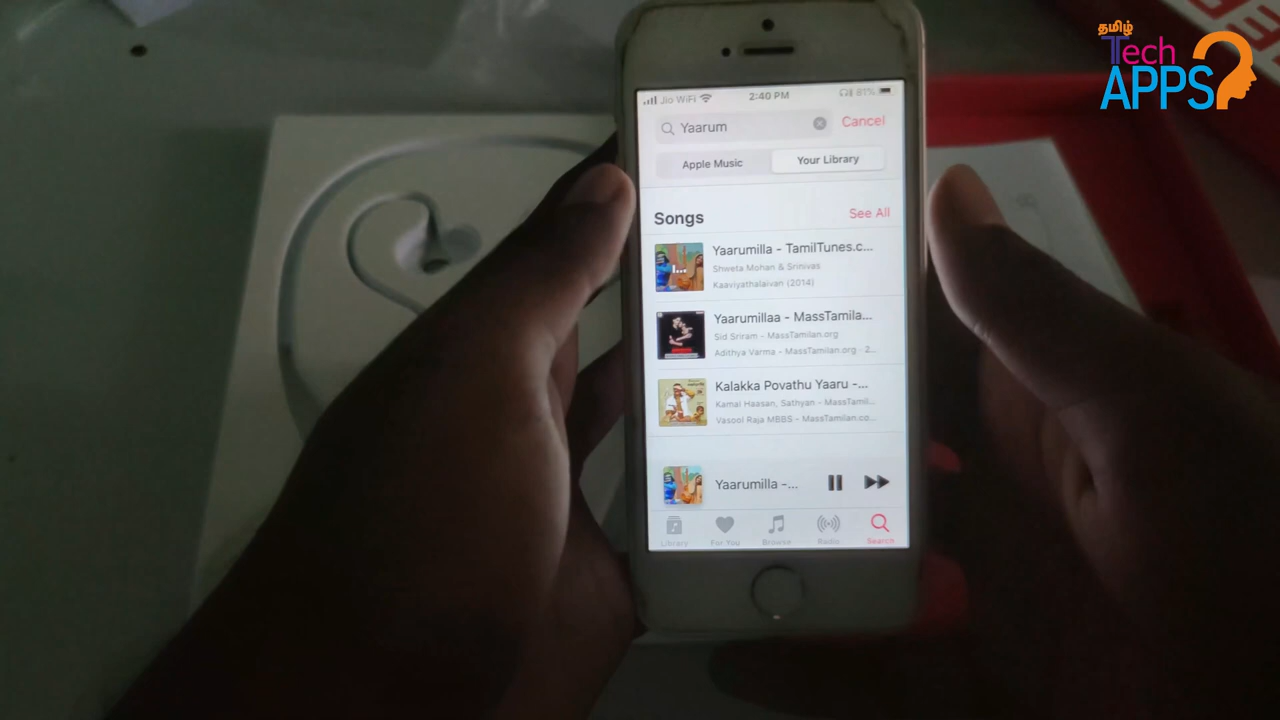 தமிழ்
Tech
APPS
Jio WiFi
2:40 PM
81%
Yaarum
Cancel
Apple Music
Your Library
Songs
See All
Yaarumilla - TamilTunes.c...
Shweta Mohan & Srinivas
Kaaviyathalaivan (2014)
Yaarumillaa - MassTamila...
Sid Sriram - MassTamilan.org
Adithya Varma - MassTamilan.org · 2...
Kalakka Povathu Yaaru -...
Kamal Haasan, Sathyan - MassTamil...
Vasool Raja MBBS - MassTamilan.co...
Yaarumilla -...
Library
For You
Browse
Radio
Search